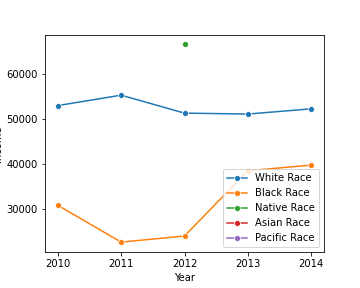 60000
50000
40000
30000
White Race
Black Race
Native Race
Asian Race
Pacific Race
2010 2011 2012 2013 2014
Year